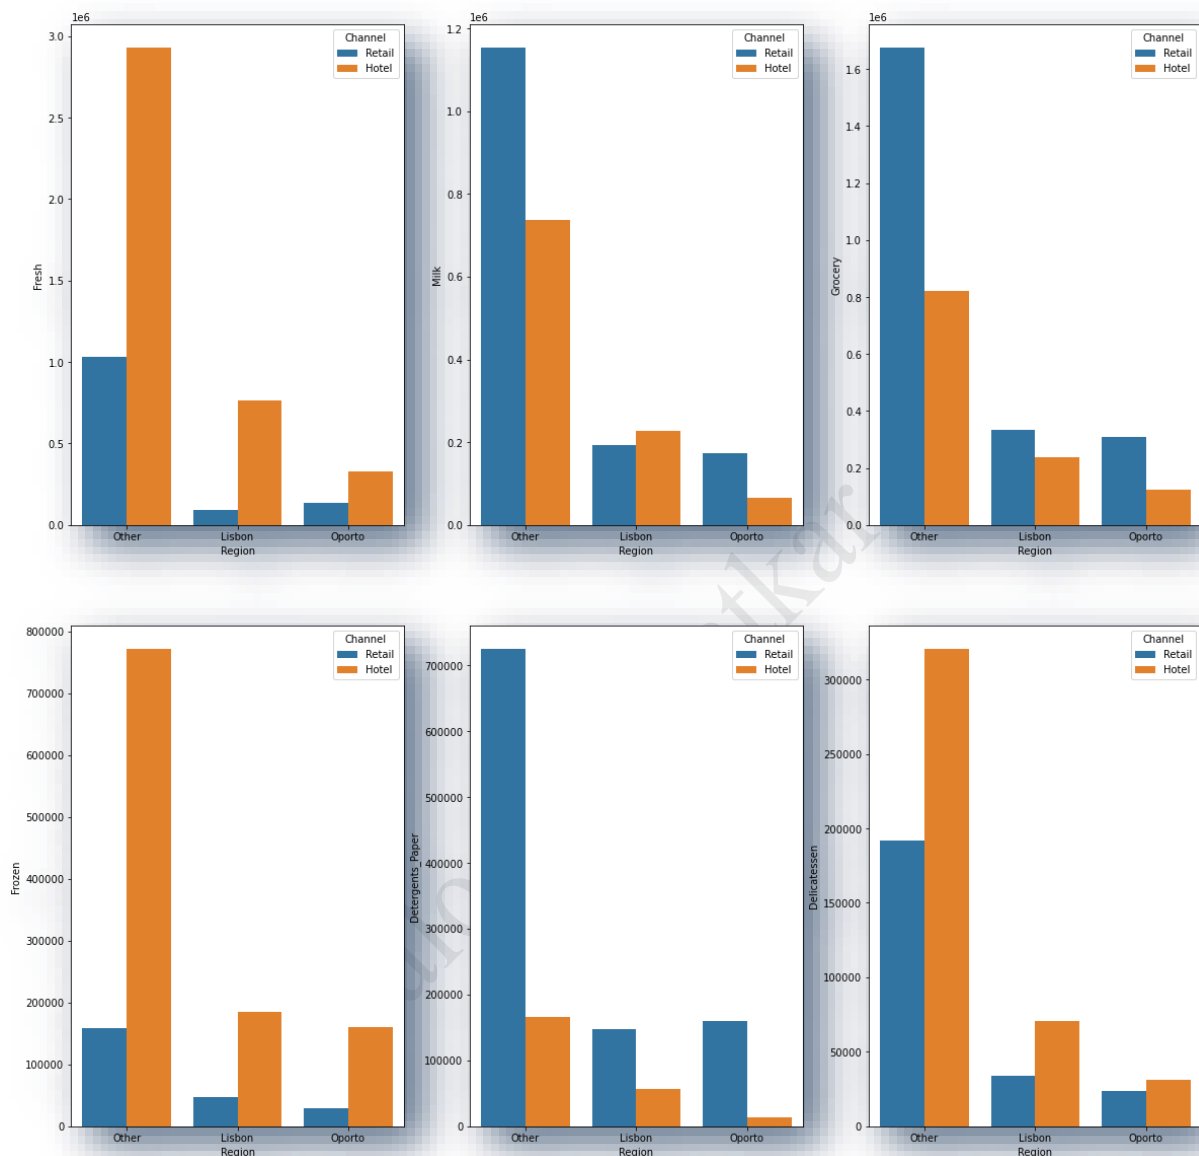 1e6
Channel
Retail
Hotel
3.0
2.5
2.0
1.5
1.0
0.5
0.0
Fresh
Other Lisbon Oporto
Region
1e6
Channel
Retail
Hotel
1.2
1.0
0.8
0.6
0.4
0.2
0.0
Milk
Other Lisbon Oporto
Region
1e6
Channel
Retail
Hotel
1.6
1.4
1.2
1.0
0.8
0.6
0.4
0.2
0.0
Grocery
Other Lisbon Oporto
Region
Channel
Retail
Hotel
800000
700000
600000
500000
400000
300000
200000
100000
0
Frozen
Other Lisbon Oporto
Region
Channel
Retail
Hotel
700000
600000
500000
400000
300000
200000
100000
0
Detergents_Paper
Other Lisbon Oporto
Region
Channel
Retail
Hotel
300000
250000
200000
150000
100000
50000
0
Delicatessen
Other Lisbon Oporto
Region